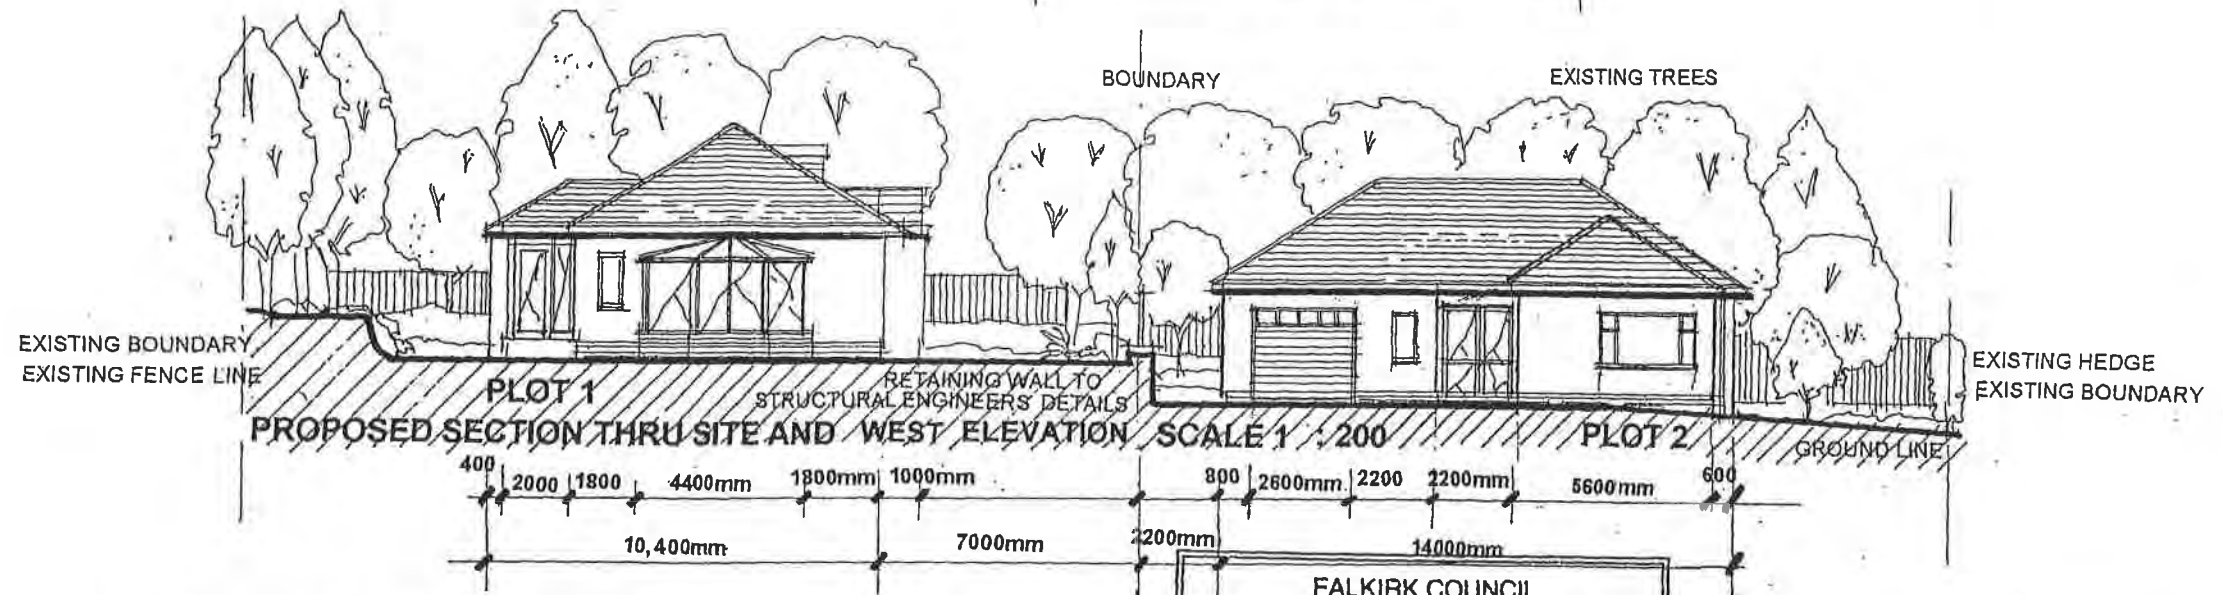 BOUNDARY
EXISTING TREES
EXISTING BOUNDARY
EXISTING FENCE LINE
EXISTING HEDGE
EXISTING BOUNDARY
PLOT 1
RETAINING WALL TO
STRUCTURAL ENGINEERS DETAILS
PROPOSED SECTION THRU SITE AND WEST ELEVATION SCALE 1 : 200
PLOT 2
GROUND LINE
400 2000 1800 4400mm 1800mm 1000mm 800 2600mm 2200 2200mm 5600mm 600
10,400mm 7000mm 2200mm 14000mm
FALKIRK COUNCIL